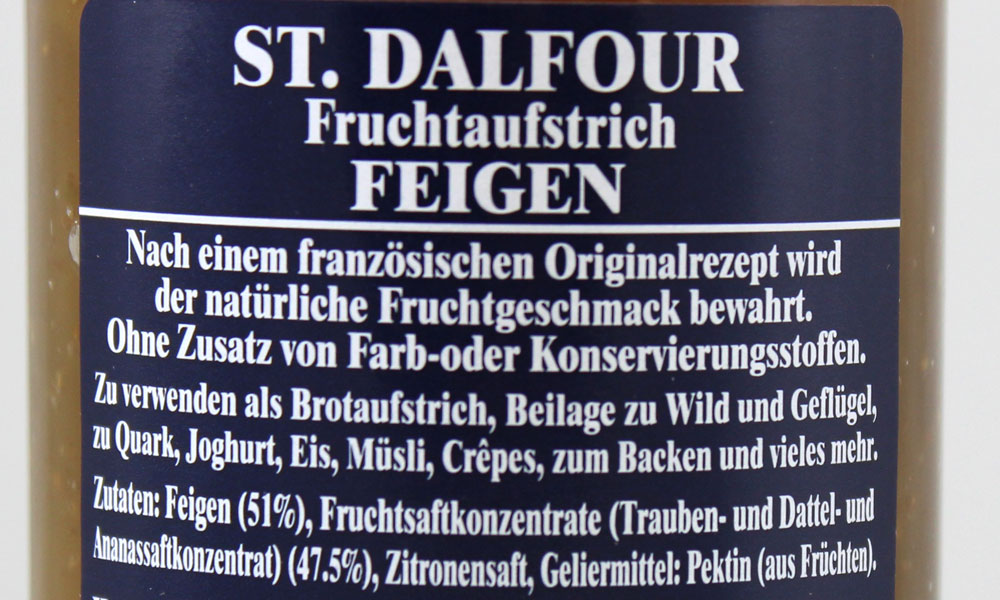 ST. DALFOUR
Fruchtaufstrich
FEIGEN
Nach einem französischen Originalrezept wird
der natürliche Fruchtgeschmack bewahrt.
Ohne Zusatz von Farb-oder Konservierungsstoffen.
Zu verwenden als Brotaufstrich, Beilage zu Wild und Geflügel,
zu Quark, Joghurt, Eis, Müsli, Crêpes, zum Backen und vieles mehr.
Zutaten: Feigen (51%), Fruchtsaftkonzentrate (Trauben- und Dattel- und
Ananassaftkonzentrat) (47.5%), Zitronensaft, Geliermittel: Pektin (aus Früchten).